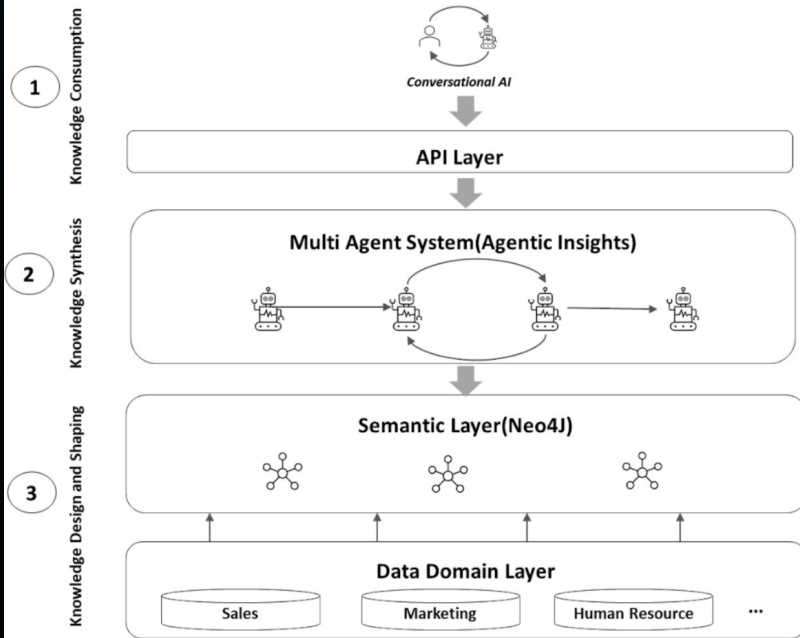 1
Knowledge Consumption
Conversational AI
API Layer
2
Knowledge Synthesis
Multi Agent System(Agentic Insights)
3
Knowledge Design and Shaping
Semantic Layer(Neo4J)
Data Domain Layer
Sales
Marketing
Human Resource
...